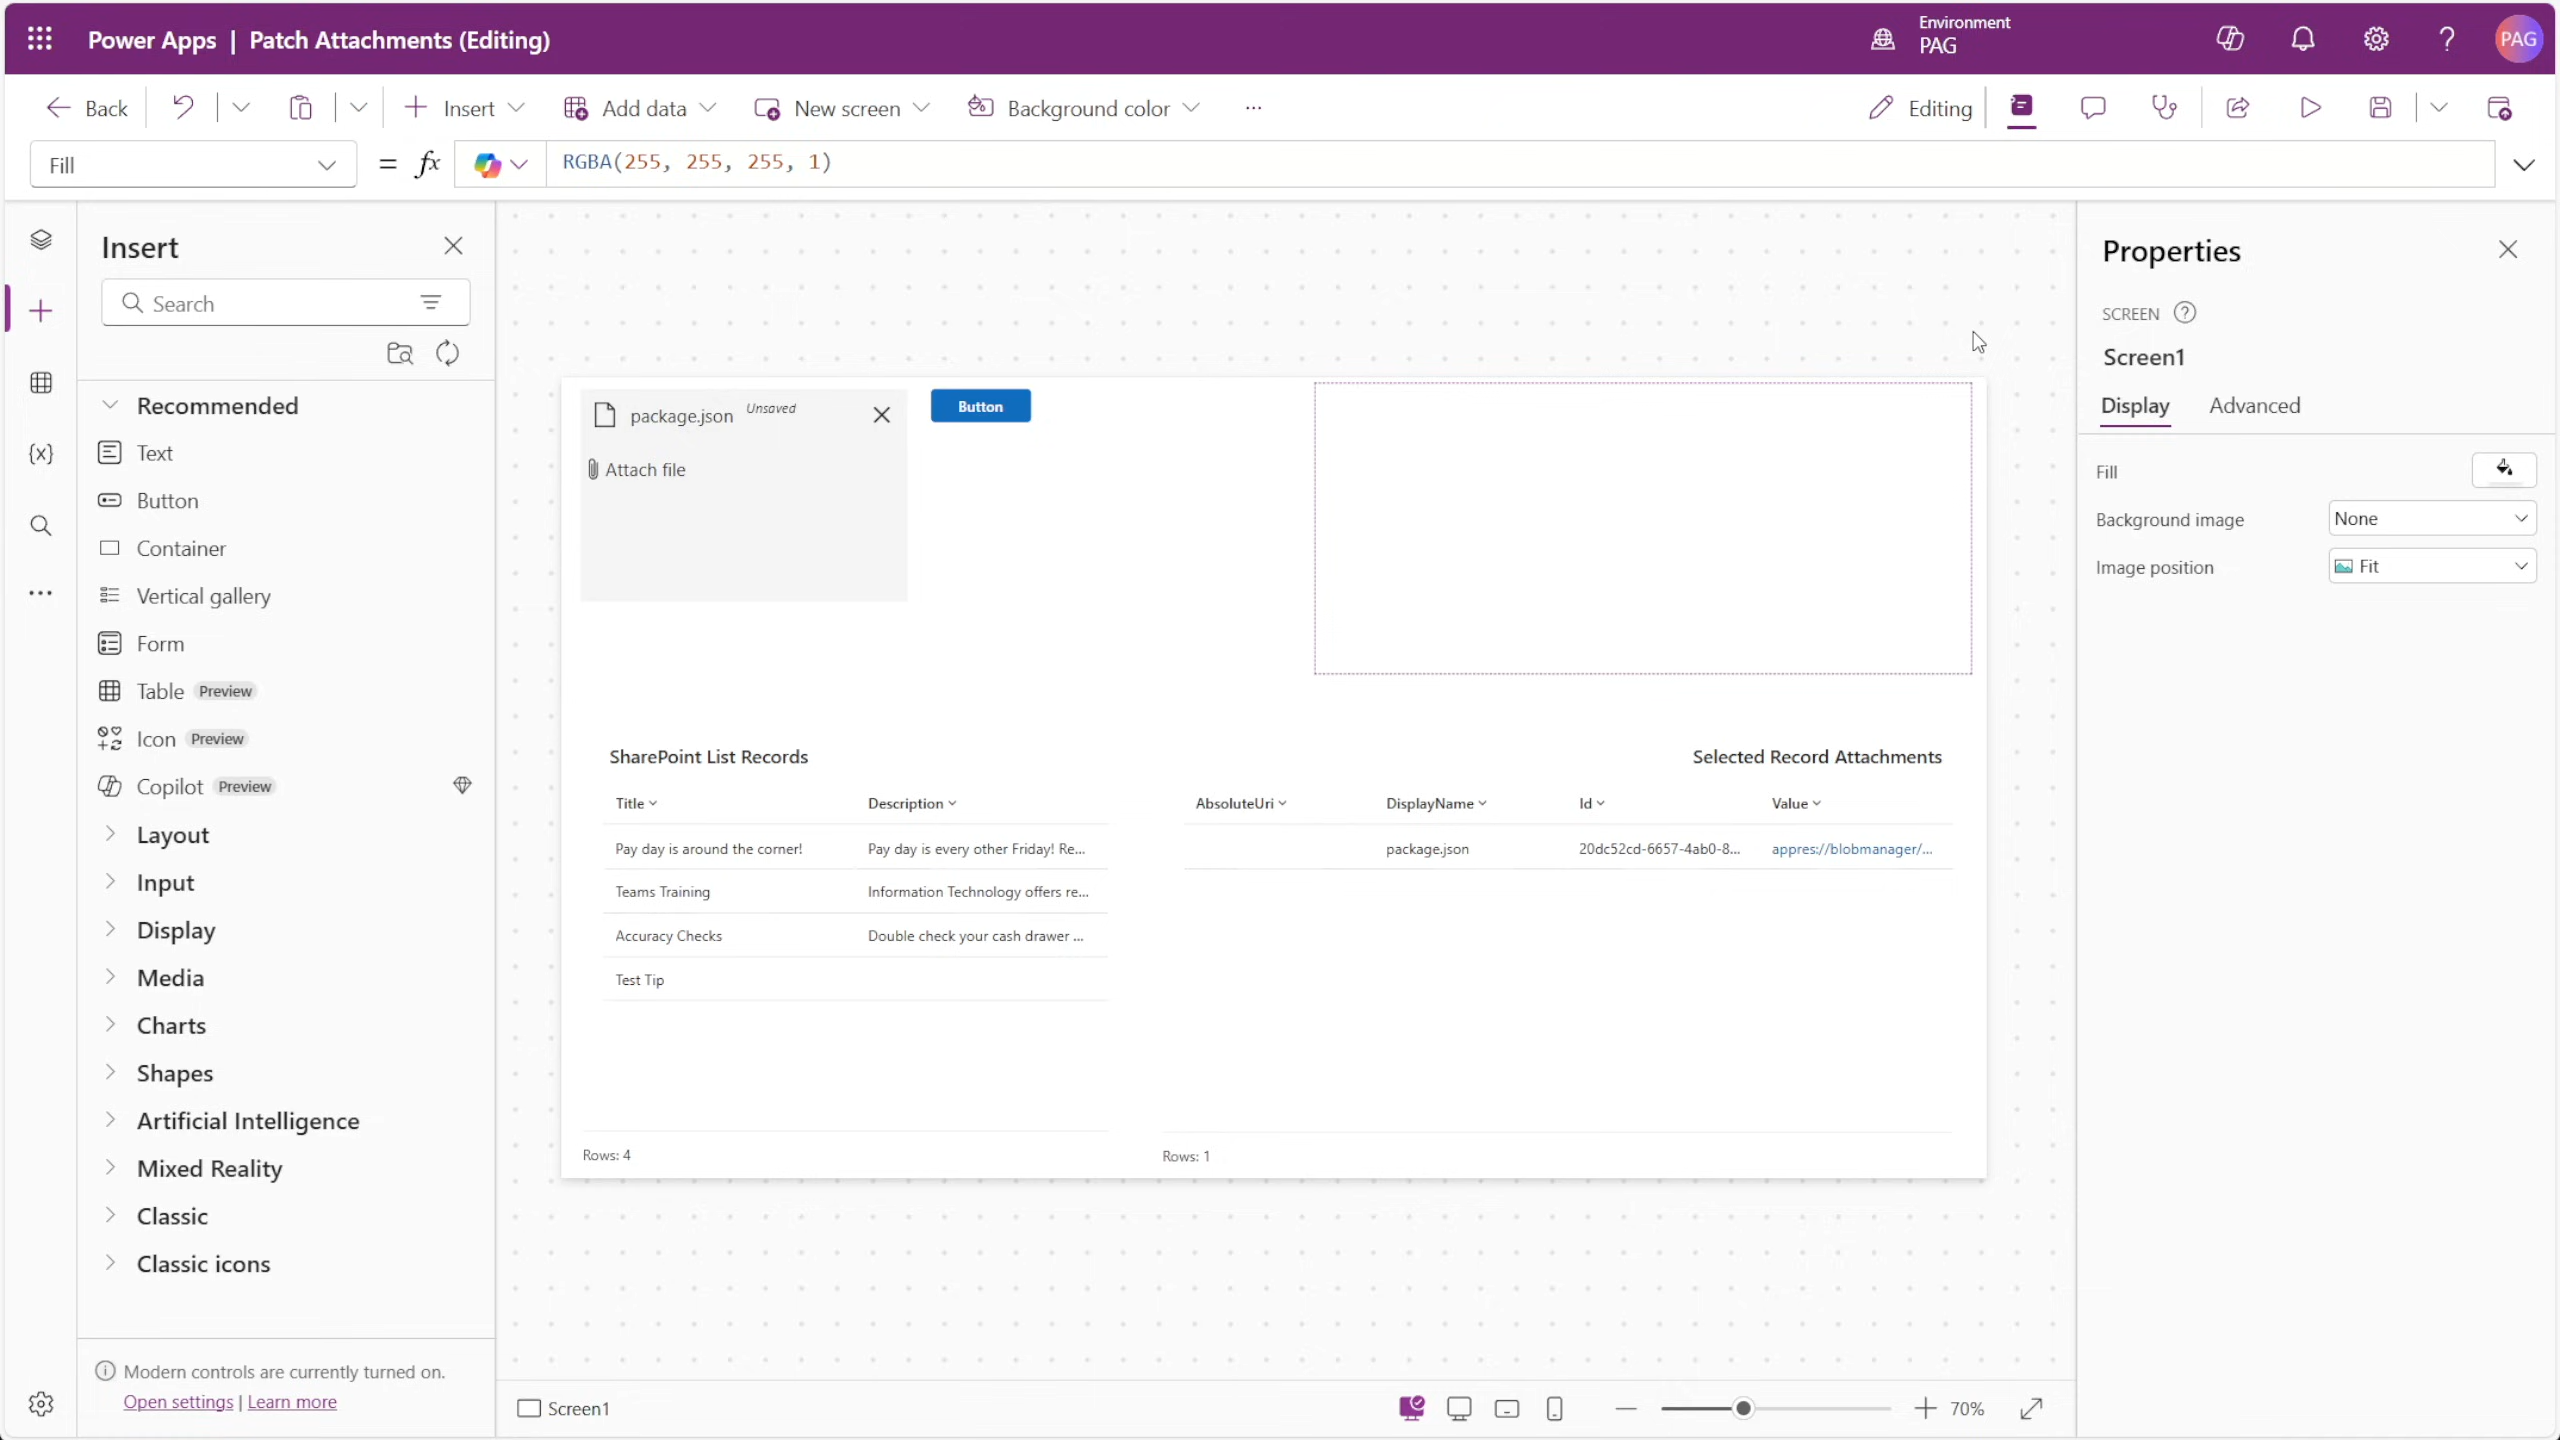 Power Apps | Patch Attachments (Editing)
Environment
PAG
PAG
Back
Insert
Add data
New screen
Background color
...
Editing
Fill
= fx
RGBA(255, 255, 255, 1)
Insert
Search
Recommended
Text
Button
Container
Vertical gallery
Form
Table Preview
Icon Preview
Copilot Preview
Layout
Input
Display
Media
Charts
Shapes
Artificial Intelligence
Mixed Reality
Classic
Classic icons
Modern controls are currently turned on.
Open settings | Learn more
package.json Unsaved
Attach file
Button
SharePoint List Records
Title Description
Pay day is around the corner! Pay day is every other Friday! Re...
Teams Training Information Technology offers re...
Accuracy Checks Double check your cash drawer ...
Test Tip
Rows: 4
Selected Record Attachments
AbsoluteUri DisplayName Id Value
package.json 20dc52cd-6657-4ab0-8... appres://blobmanager/...
Rows: 1
Screen1
70%
Properties
SCREEN
Screen1
Display Advanced
Fill
Background image None
Image position Fit